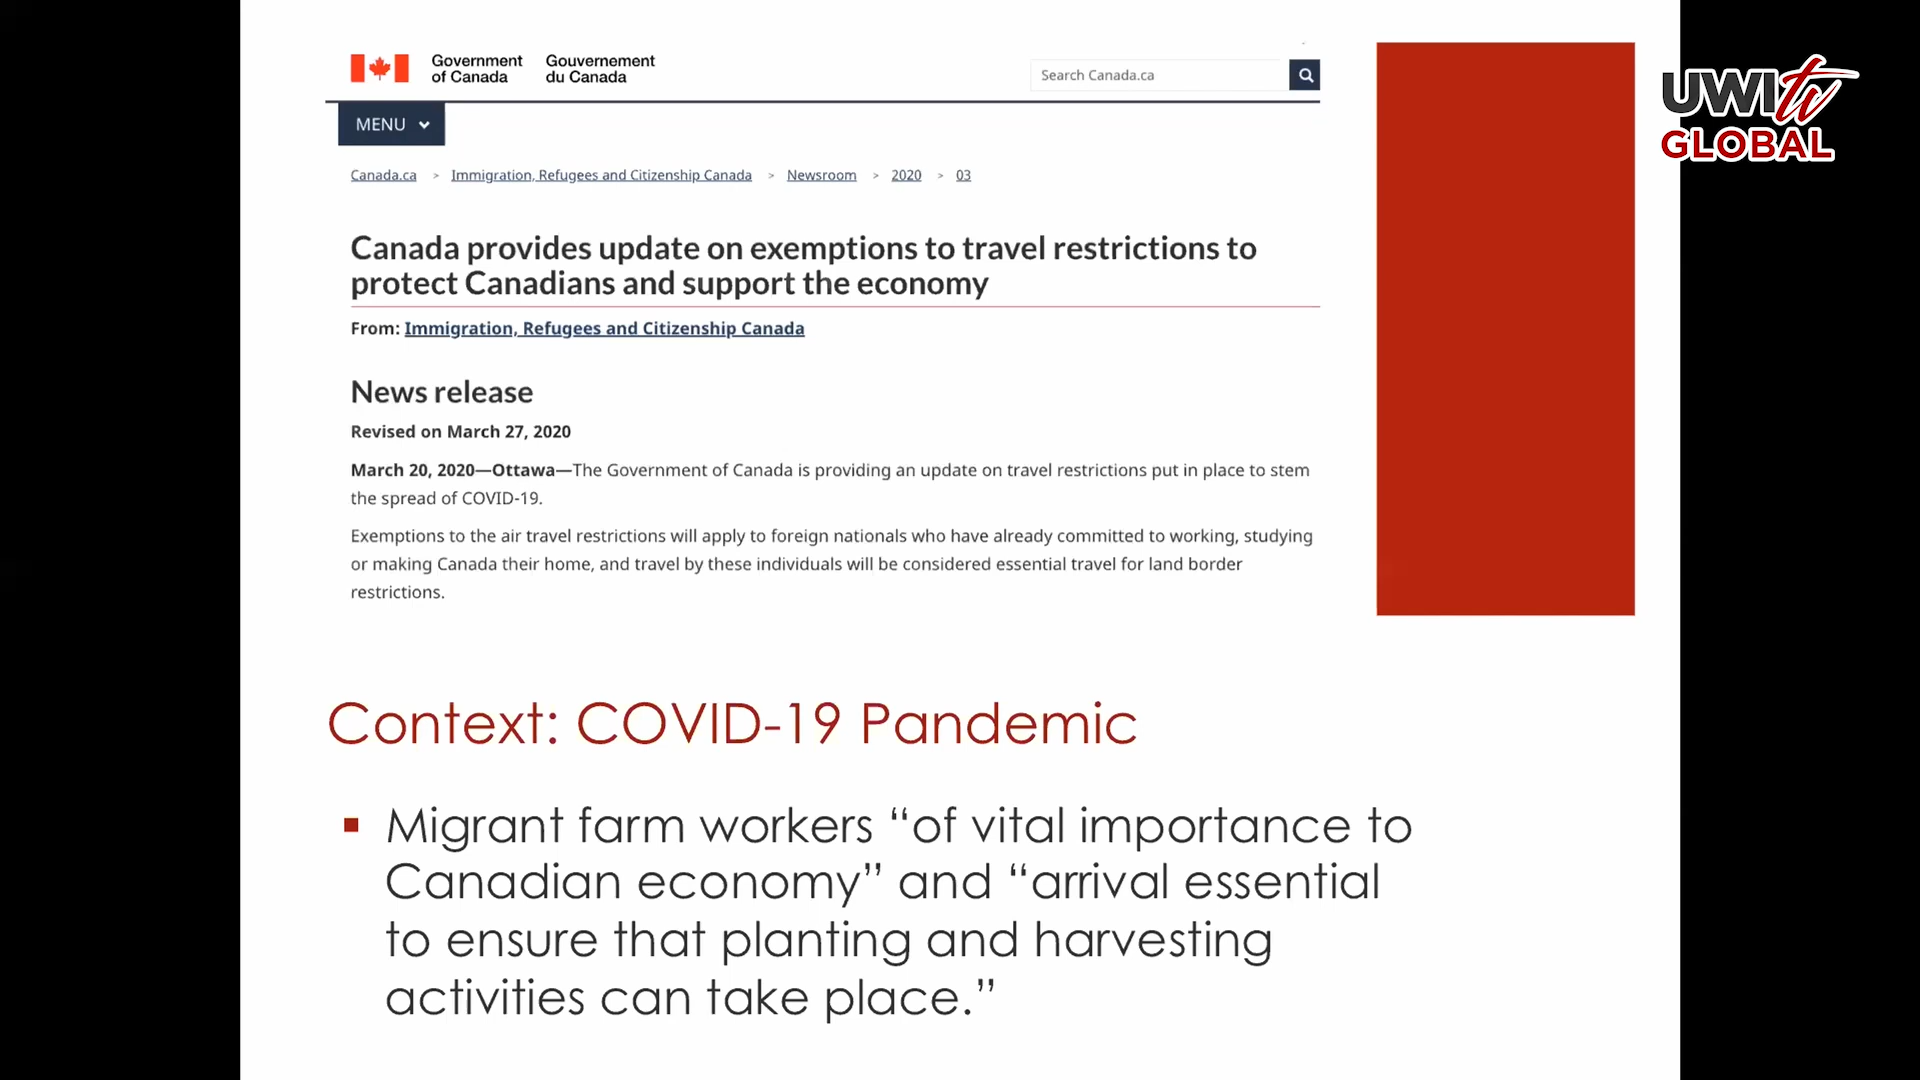 Government of Canada
Gouvernement du Canada
Search Canada.ca
UWI tv
GLOBAL
MENU
Canada.ca > Immigration, Refugees and Citizenship Canada > Newsroom > 2020 > 03
Canada provides update on exemptions to travel restrictions to
protect Canadians and support the economy
From: Immigration, Refugees and Citizenship Canada
News release
Revised on March 27, 2020
March 20, 2020—Ottawa—The Government of Canada is providing an update on travel restrictions put in place to stem
the spread of COVID-19.
Exemptions to the air travel restrictions will apply to foreign nationals who have already committed to working, studying
or making Canada their home, and travel by these individuals will be considered essential travel for land border
restrictions.
Context: COVID-19 Pandemic
▪ Migrant farm workers “of vital importance to
Canadian economy” and “arrival essential
to ensure that planting and harvesting
activities can take place.”